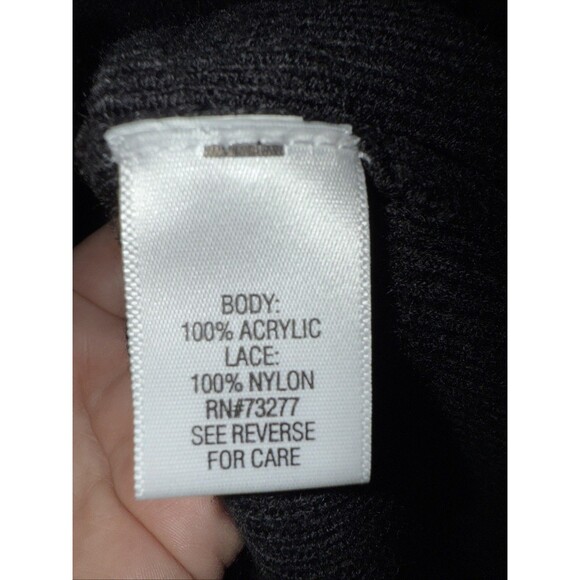 BODY:
100% ACRYLIC
LACE:
100% NYLON
RN#73277
SEE REVERSE
FOR CARE